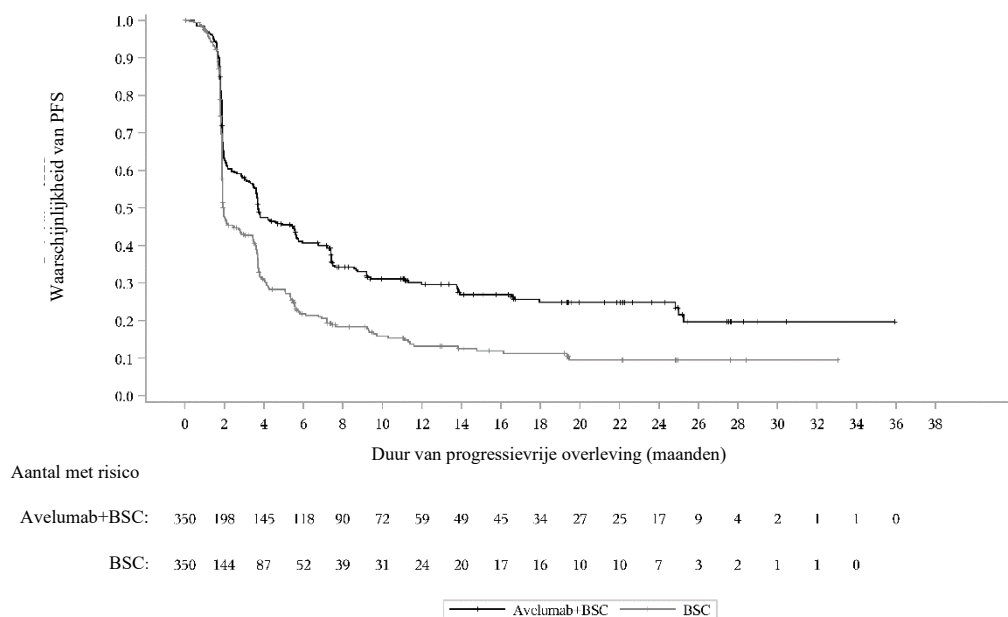 1.0
0.9
0.8
0.7
0.6
0.5
0.4
0.3
0.2
0.1
0.0
Waarschijnlijkheid van PFS
0 2 4 6 8 10 12 14 16 18 20 22 24 26 28 30 32 34 36 38
Duur van progressievrije overleving (maanden)
Aantal met risico
Avelumab+BSC: 350 198 145 118 90 72 59 49 45 34 27 25 17 9 4 2 1 1 0
BSC: 350 144 87 52 39 31 24 20 17 16 10 10 7 3 2 1 1 0
Avelumab+BSC BSC